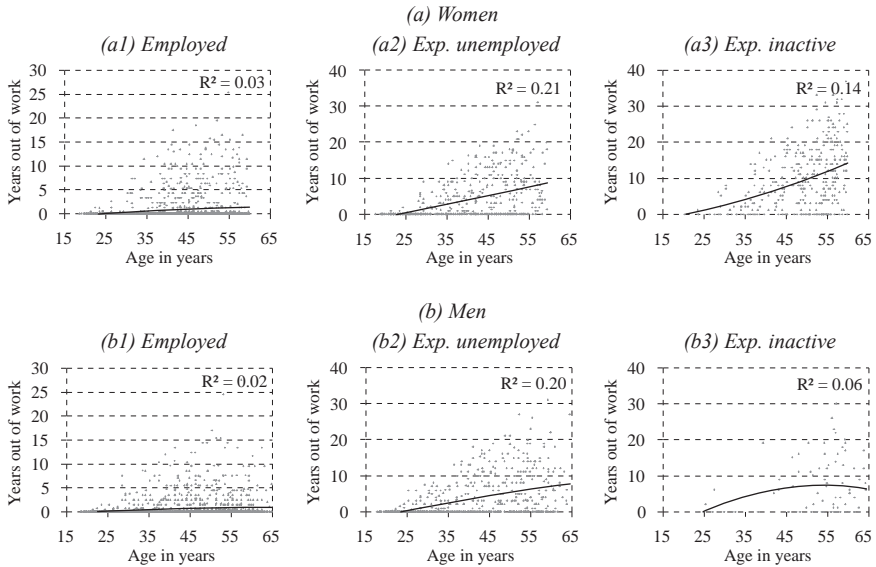 (a) Women
(a1) Employed
(a2) Exp. unemployed
(a3) Exp. inactive
Years out of work
30
25
20
15
10
5
0
R² = 0.03
15 25 35 45 55 65
Age in years
Years out of work
40
30
20
10
0
R² = 0.21
15 25 35 45 55 65
Age in years
Years out of work
40
30
20
10
0
R² = 0.14
15 25 35 45 55 65
Age in years
(b) Men
(b1) Employed
(b2) Exp. unemployed
(b3) Exp. inactive
Years out of work
30
25
20
15
10
5
0
R² = 0.02
15 25 35 45 55 65
Age in years
Years out of work
40
30
20
10
0
R² = 0.20
15 25 35 45 55 65
Age in years
Years out of work
40
30
20
10
0
R² = 0.06
15 25 35 45 55 65
Age in years